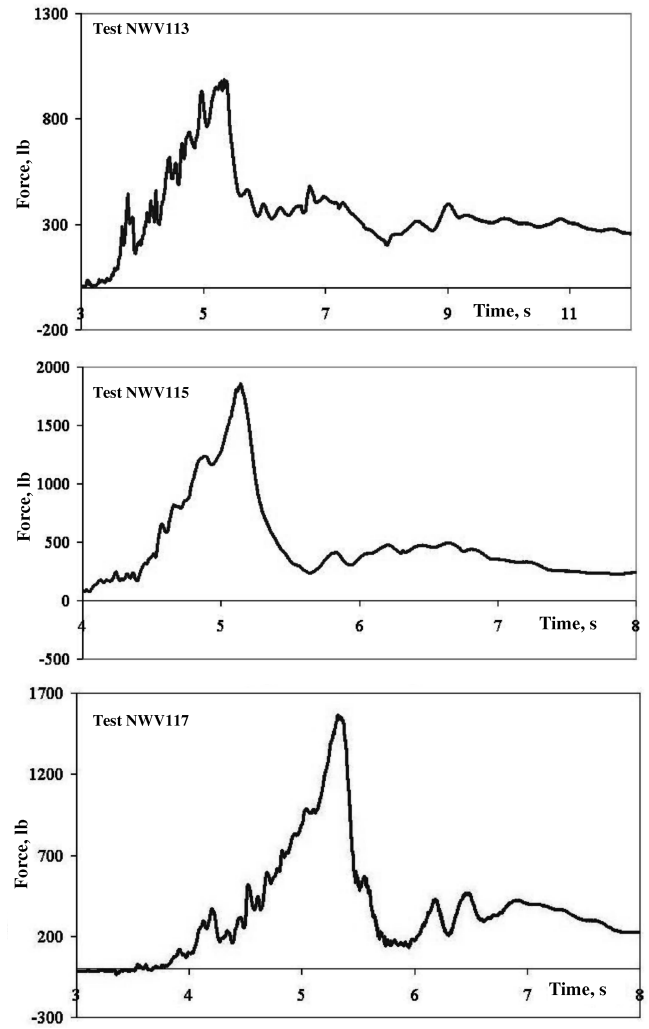 1300
Test NWV113
800
Force, lb
300
3 5 7 9 Time, s 11
-200
2000
Test NWV115
1500
1000
Force, lb
500
0
4 5 6 7 Time, s 8
-500
1700
Test NWV117
1200
700
Force, lb
200
3 4 5 6 7 Time, s 8
-300